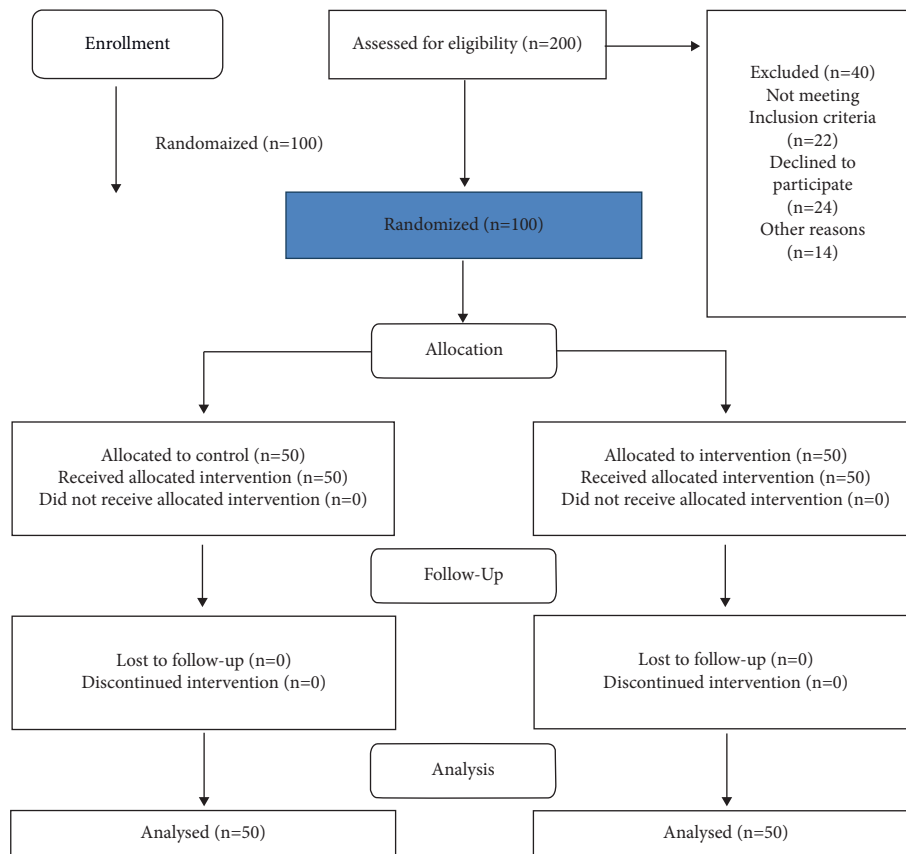 Enrollment
Assessed for eligibility (n=200)
Excluded (n=40)
Not meeting
Inclusion criteria
(n=22)
Declined to
participate
(n=24)
Other reasons
(n=14)
Randomaized (n=100)
Randomized (n=100)
Allocation
Allocated to control (n=50)
Received allocated intervention (n=50)
Did not receive allocated intervention (n=0)
Allocated to intervention (n=50)
Received allocated intervention (n=50)
Did not receive allocated intervention (n=0)
Follow-Up
Lost to follow-up (n=0)
Discontinued intervention (n=0)
Lost to follow-up (n=0)
Discontinued intervention (n=0)
Analysis
Analysed (n=50)
Analysed (n=50)